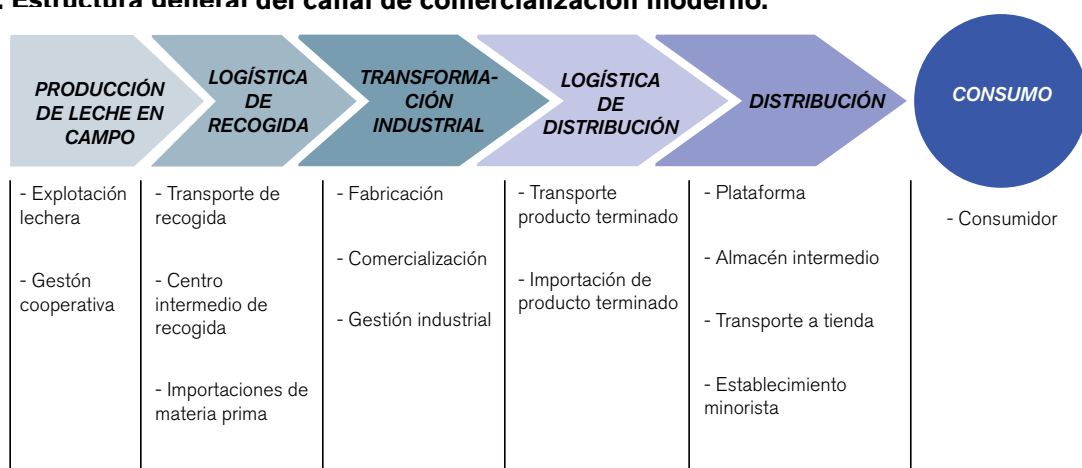 . Estructura general del canal de comercialización moderno.
PRODUCCIÓN
DE LECHE EN
CAMPO
LOGÍSTICA
DE
RECOGIDA
TRANSFORMA-
CIÓN
INDUSTRIAL
LOGÍSTICA
DE
DISTRIBUCIÓN
DISTRIBUCIÓN
CONSUMO
- Explotación
lechera
- Gestón
cooperativa
- Transporte de
recogida
- Centro
intermedio de
recogida
- Importaciones de
materia prima
- Fabricación
- Comercialización
- Gestión industrial
- Transporte
producto terminado
- Importación de
producto terminado
- Plataforma
- Almacén intermedio
- Transporte a tienda
- Establecimiento
minorista
- Consumidor